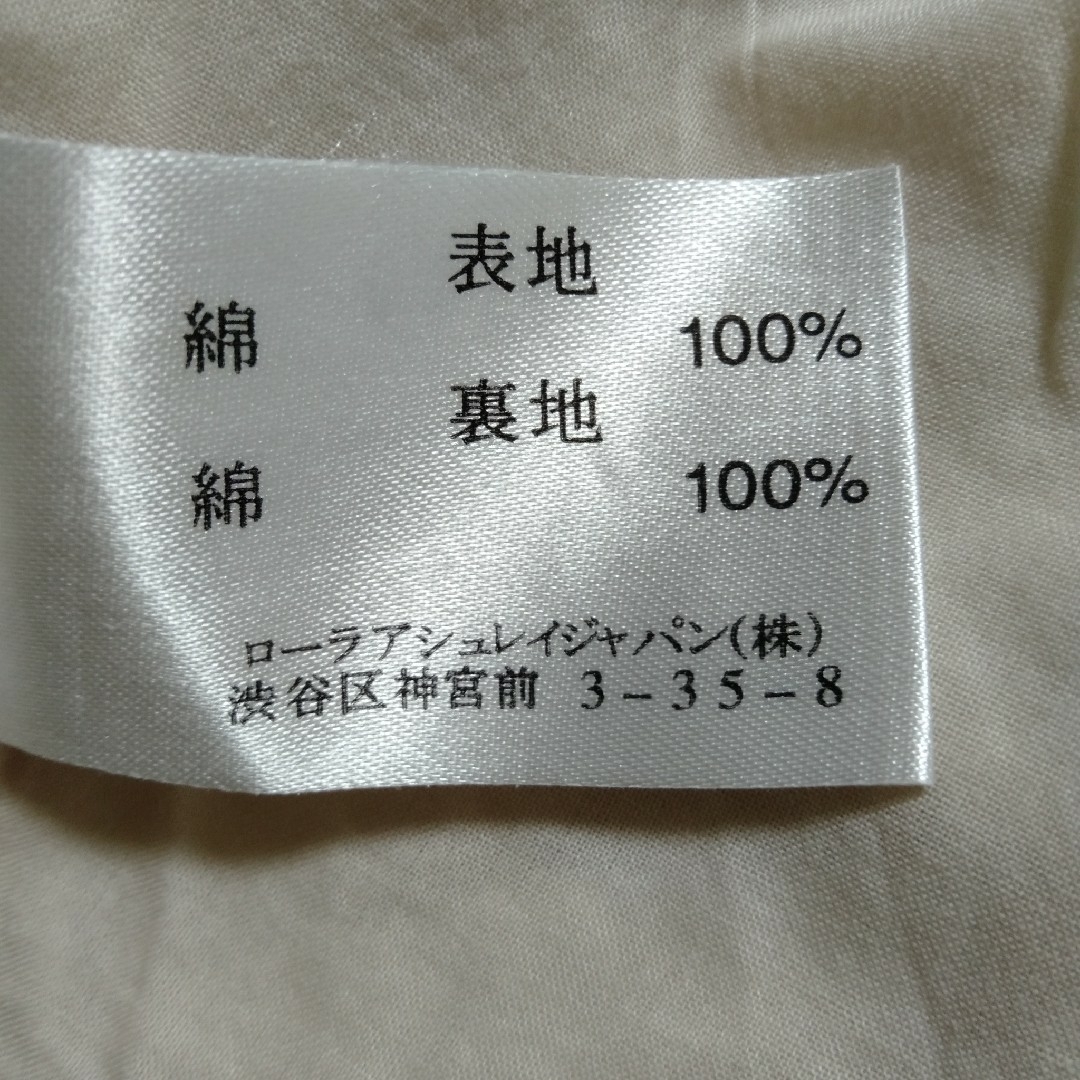 表地
綿 100%
裏地
綿 100%
ローラアシュレイジャパン(株)
渋谷区神宮前 3-35-8